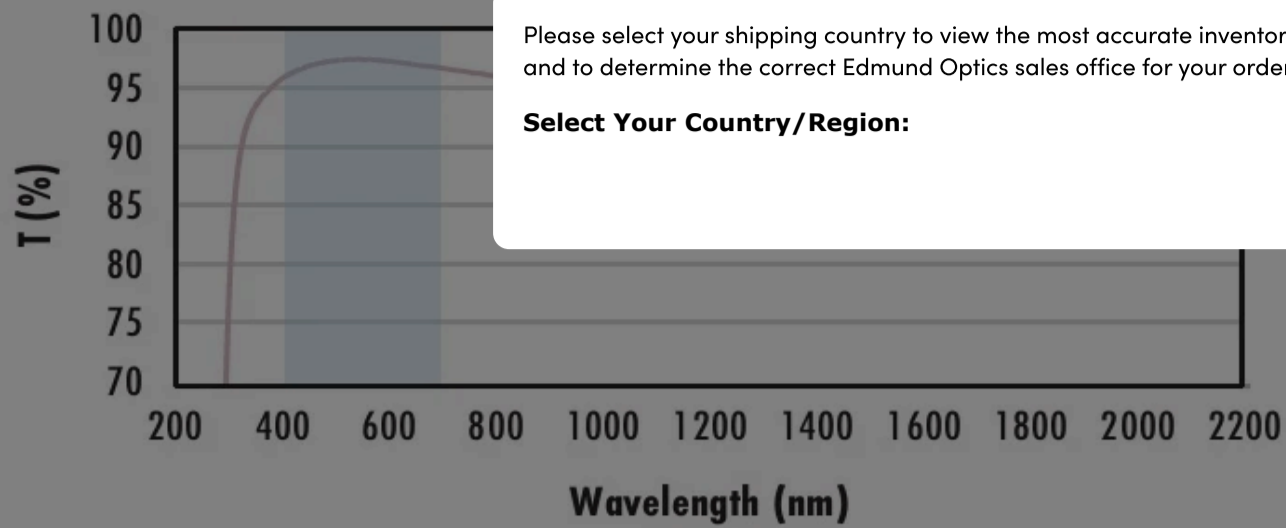 Please select your shipping country to view the most accurate
and to determine the correct Edmund Optics sales office for your
Select Your Country/Region:
100
95
90
85
80
75
70
T (%)
200 400 600 800 1000 1200 1400 1600 1800 2000 2200
Wavelength (nm)